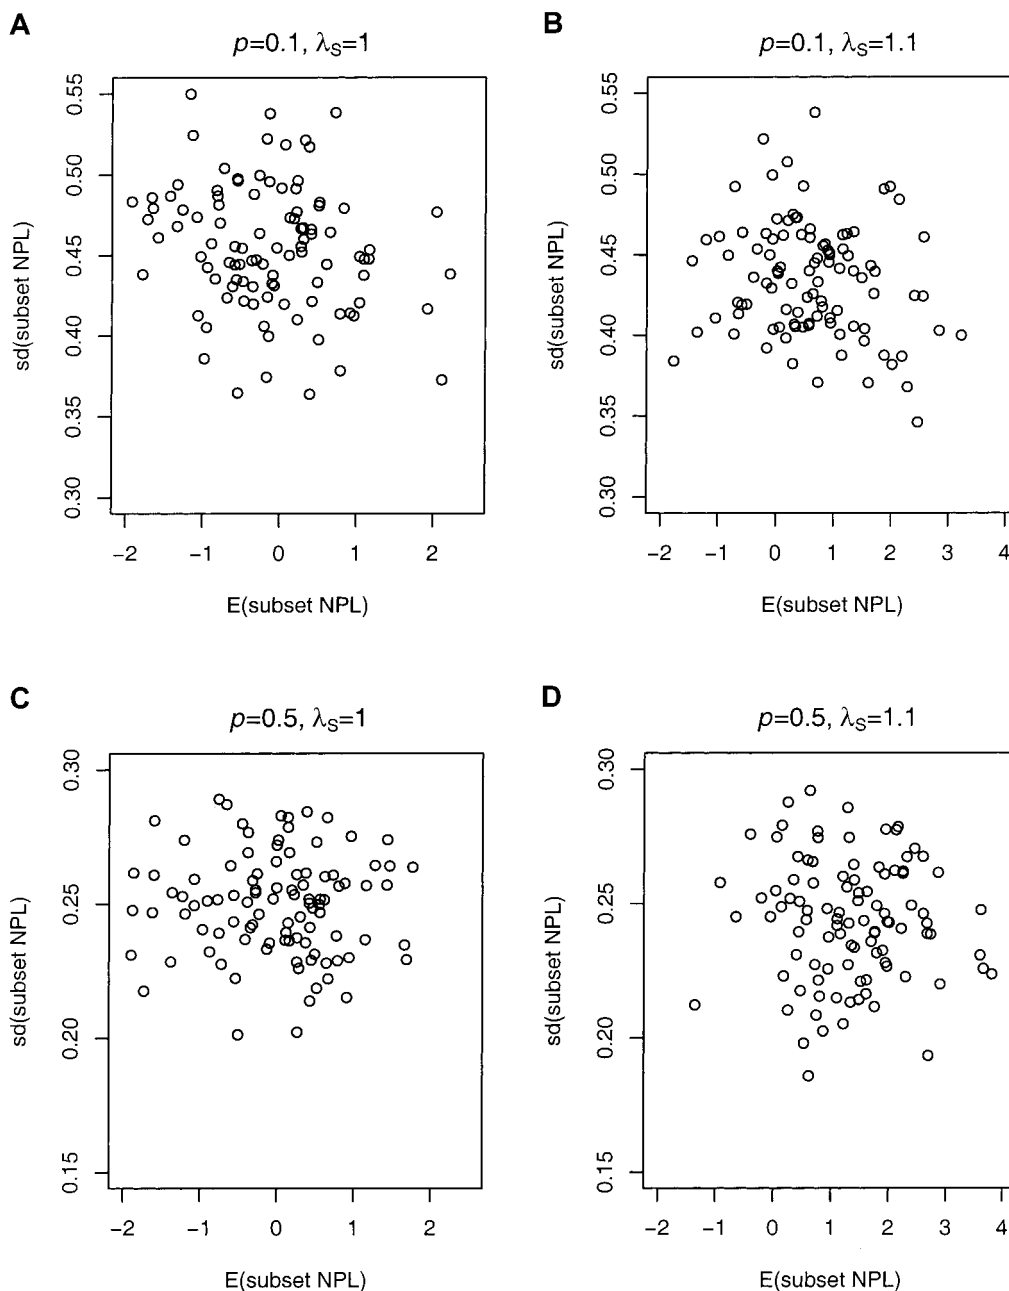 A
p=0.1, λS=1
sd(subset NPL)
0.55
0.50
0.45
0.40
0.35
0.30
−2 −1 0 1 2
E(subset NPL)
B
p=0.1, λS=1.1
sd(subset NPL)
0.55
0.50
0.45
0.40
0.35
0.30
−2 −1 0 1 2 3 4
E(subset NPL)
C
p=0.5, λS=1
sd(subset NPL)
0.30
0.25
0.20
0.15
−2 −1 0 1 2
E(subset NPL)
D
p=0.5, λS=1.1
sd(subset NPL)
0.30
0.25
0.20
0.15
−2 −1 0 1 2 3 4
E(subset NPL)